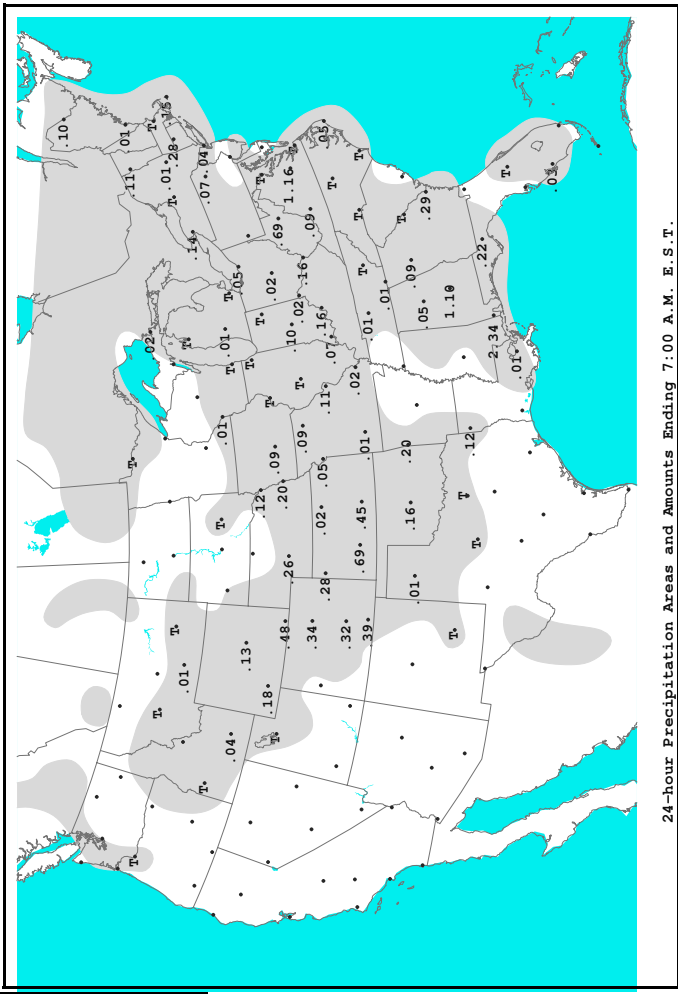 .10
.01
.11
T
T
.02
T
T
.15
.01
T
.28
T
.01
T
.14
T
.04
.07
T
.01
.01
T
T
.04
.05
.13
T
T
.12
T
.18
.02
T
T
.09
.69
.20
.48
.26
1.16
.10
T
.02
T
.09
.16
.09
.34
.16
.02
.05
.05
.28
.11
.07
T
.32
.02
T
T
.69
.45
T
.01
.39
.01
.01
T
.20
.16
.09
.01
.05
.29
1.10
T
T
.12
T
.22
2.34
T
.01
.03
24-hour Precipitation Areas and Amounts Ending 7:00 A.M. E.S.T.